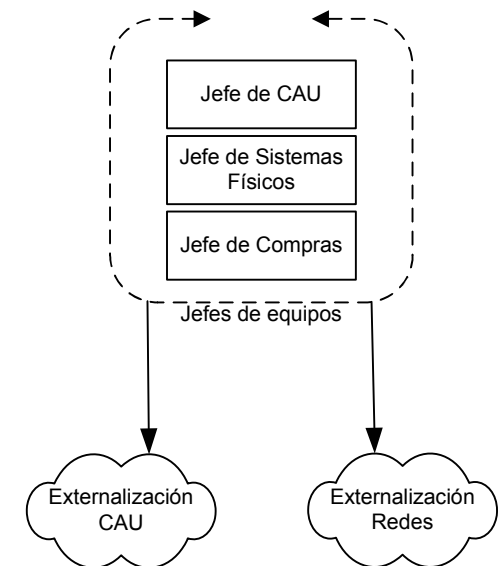 Jefe de CAU
Jefe de Sistemas
Físicos
Jefe de Compras
Jefes de equipos
Externalización
CAU
Externalización
Redes